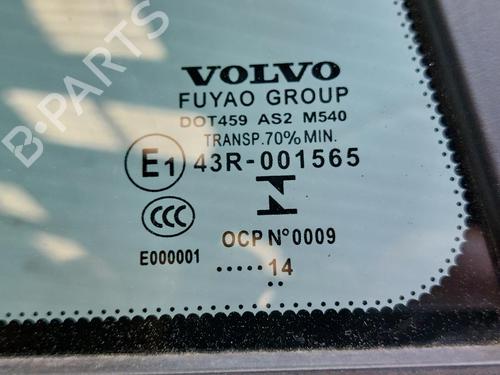 VOLVO
FUYAO GROUP
DOT459 AS2 M540
TRANSP.70% MIN.
E1 43R-001565
CCC
E000001
OCP N°0009
.....14
..
B-PARTS